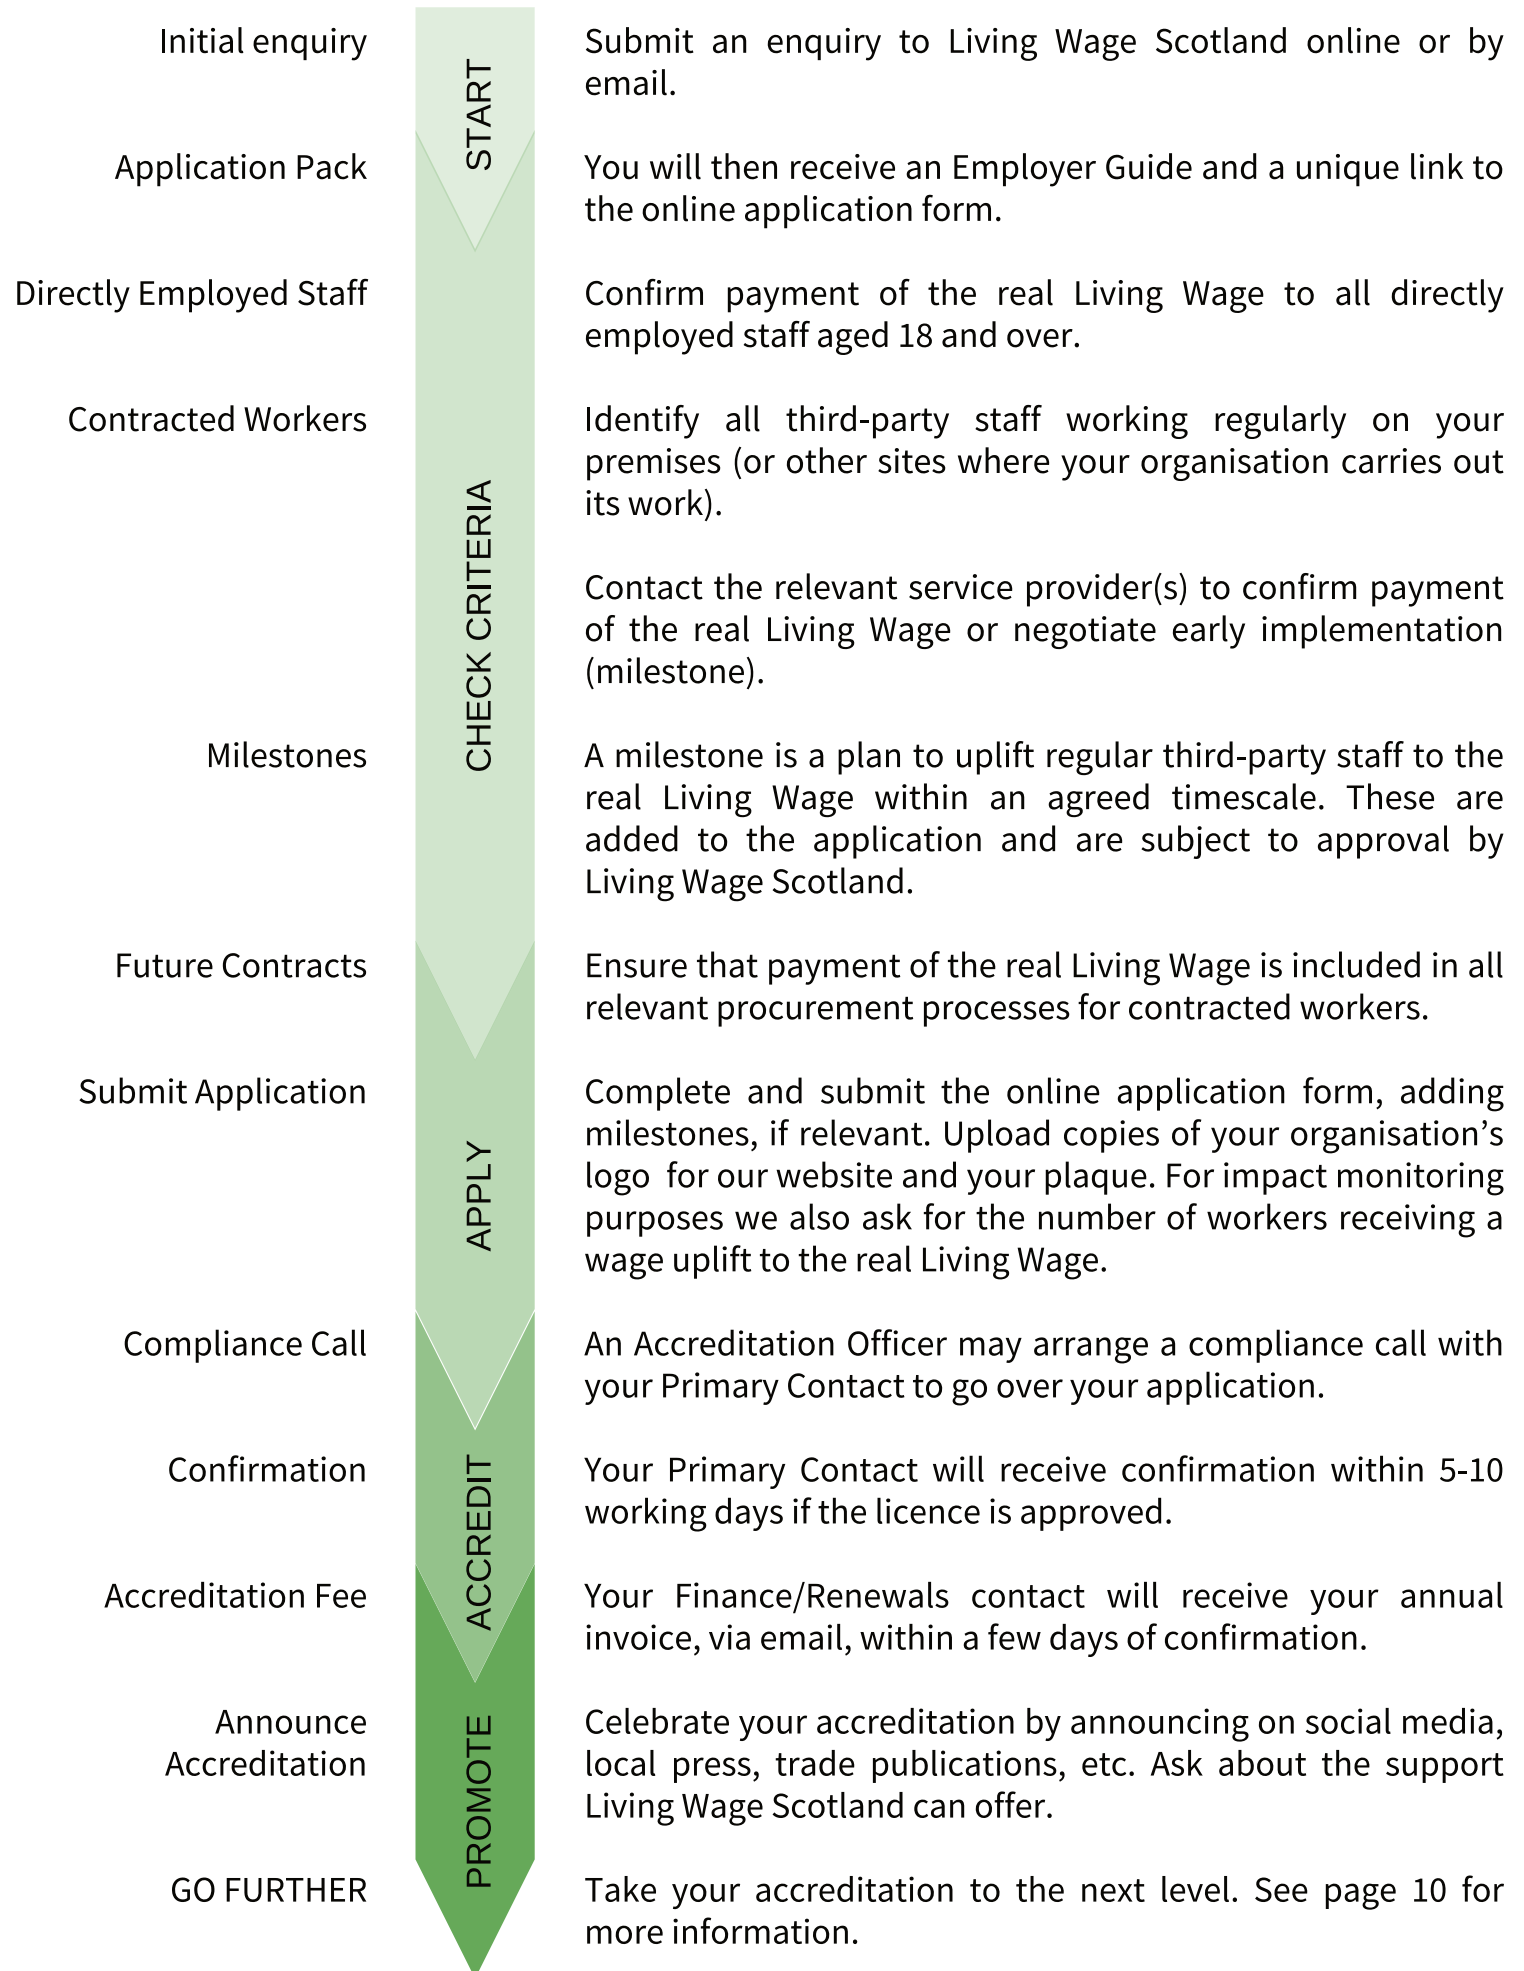 Initial enquiry
Submit an enquiry to Living Wage Scotland online or by
email.
START
Application Pack
You will then receive an Employer Guide and a unique link to
the online application form.
Directly Employed Staff
Confirm payment of the real Living Wage to all directly
employed staff aged 18 and over.
Contracted Workers
Identify all third-party staff working regularly on your
premises (or other sites where your organisation carries out
its work).
CHECK CRITERIA
Contact the relevant service provider(s) to confirm payment
of the real Living Wage or negotiate early implementation
(milestone).
Milestones
A milestone is a plan to uplift regular third-party staff to the
real Living Wage within an agreed timescale. These are
added to the application and are subject to approval by
Living Wage Scotland.
Future Contracts
Ensure that payment of the real Living Wage is included in all
relevant procurement processes for contracted workers.
Submit Application
Complete and submit the online application form, adding
milestones, if relevant. Upload copies of your organisation’s
logo  for our website and your plaque. For impact monitoring
purposes we also ask for the number of workers receiving a
wage uplift to the real Living Wage.
APPLY
Compliance Call
An Accreditation Officer may arrange a compliance call with
your Primary Contact to go over your application.
Confirmation
Your Primary Contact will receive confirmation within 5-10
working days if the licence is approved.
ACCREDIT
Accreditation Fee
Your Finance/Renewals contact will receive your annual
invoice, via email, within a few days of confirmation.
Announce
Accreditation
Celebrate your accreditation by announcing on social media,
local press, trade publications, etc. Ask about the support
Living Wage Scotland can offer.
PROMOTE
GO FURTHER
Take your accreditation to the next level. See page 10 for
more information.